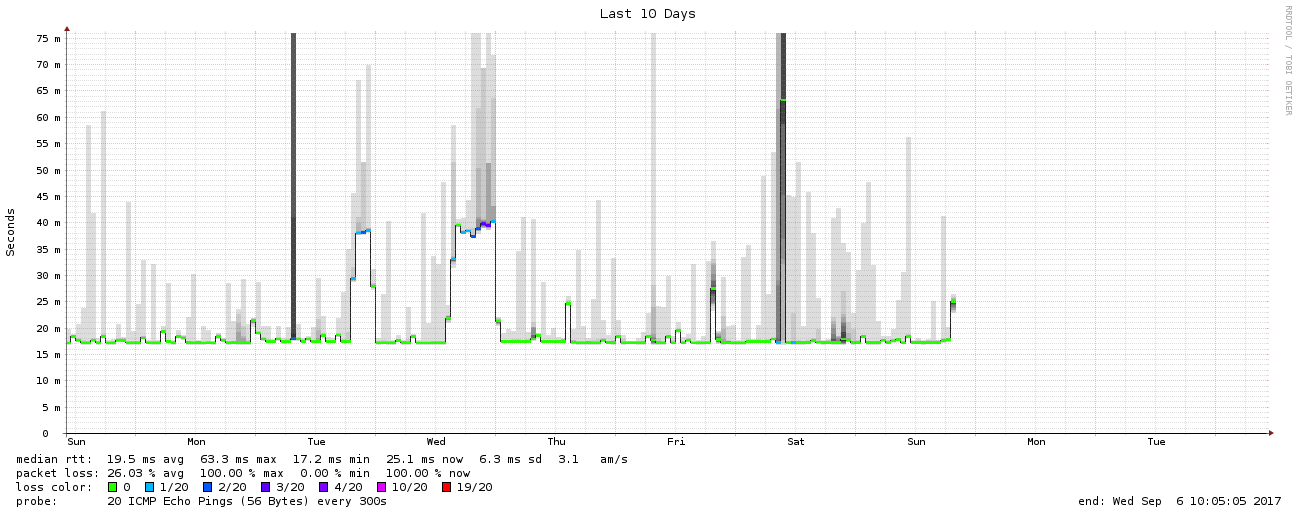 Last 10 Days
RRDTOOL / TOBI OETIKER
Seconds
75 m
70 m
65 m
60 m
55 m
50 m
45 m
40 m
35 m
30 m
25 m
20 m
15 m
10 m
5 m
0
Sun Mon Tue Wed Thu Fri Sat Sun Mon Tue
median rtt: 19.5 ms avg 63.3 ms max 17.2 ms min 25.1 ms now 6.3 ms sd 3.1 am/s
packet loss: 26.03 % avg 100.00 % max 0.00 % min 100.00 % now
loss color: 0 1/20 2/20 3/20 4/20 10/20 19/20
probe: 20 ICMP Echo Pings (56 Bytes) every 300s end: Wed Sep 6 10:05:05 2017